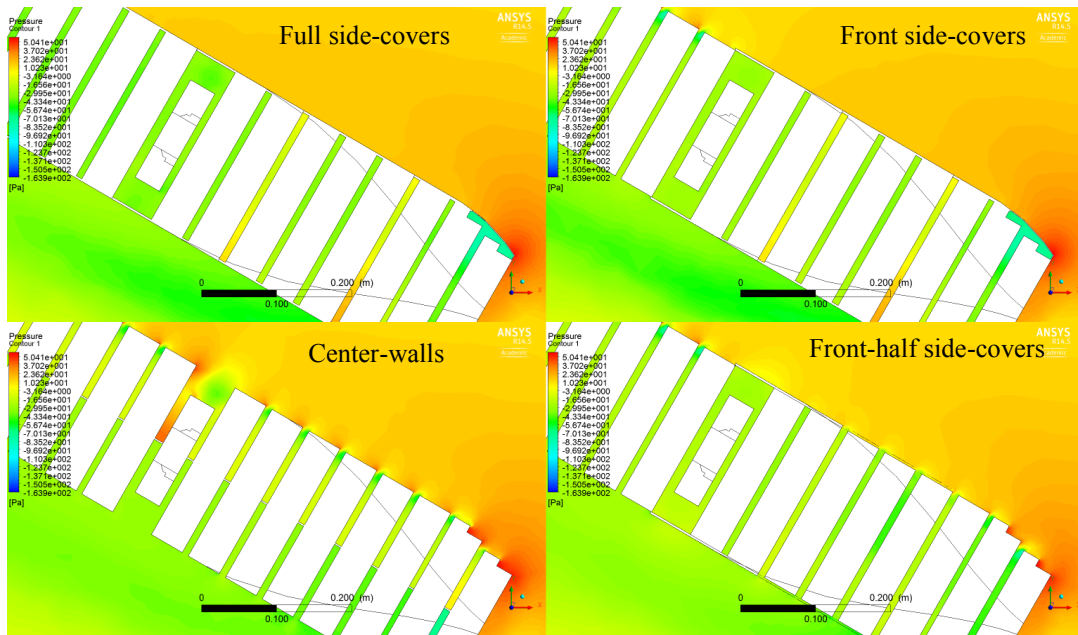 Pressure
Contour 1
5.041e+001
3.702e+001
2.362e+001
1.023e+001
-3.164e+000
-1.656e+001
-2.995e+001
-4.334e+001
-5.674e+001
-7.013e+001
-8.352e+001
-9.692e+001
-1.103e+002
-1.237e+002
-1.371e+002
-1.505e+002
-1.639e+002
[Pa]
Full side-covers
ANSYS
R14.5
Academic
0
0.100
0.200 (m)
Pressure
Contour 1
5.041e+001
3.702e+001
2.362e+001
1.023e+001
-3.164e+000
-1.656e+001
-2.995e+001
-4.334e+001
-5.674e+001
-7.013e+001
-8.352e+001
-9.692e+001
-1.103e+002
-1.237e+002
-1.371e+002
-1.505e+002
-1.639e+002
[Pa]
Front side-covers
ANSYS
R14.5
Academic
0
0.100
0.200 (m)
Pressure
Contour 1
5.041e+001
3.702e+001
2.362e+001
1.023e+001
-3.164e+000
-1.656e+001
-2.995e+001
-4.334e+001
-5.674e+001
-7.013e+001
-8.352e+001
-9.692e+001
-1.103e+002
-1.237e+002
-1.371e+002
-1.505e+002
-1.639e+002
[Pa]
Center-walls
ANSYS
R14.5
Academic
0
0.100
0.200 (m)
Pressure
Contour 1
5.041e+001
3.702e+001
2.362e+001
1.023e+001
-3.164e+000
-1.656e+001
-2.995e+001
-4.334e+001
-5.674e+001
-7.013e+001
-8.352e+001
-9.692e+001
-1.103e+002
-1.237e+002
-1.371e+002
-1.505e+002
-1.639e+002
[Pa]
Front-half side-covers
ANSYS
R14.5
Academic
0
0.100
0.200 (m)